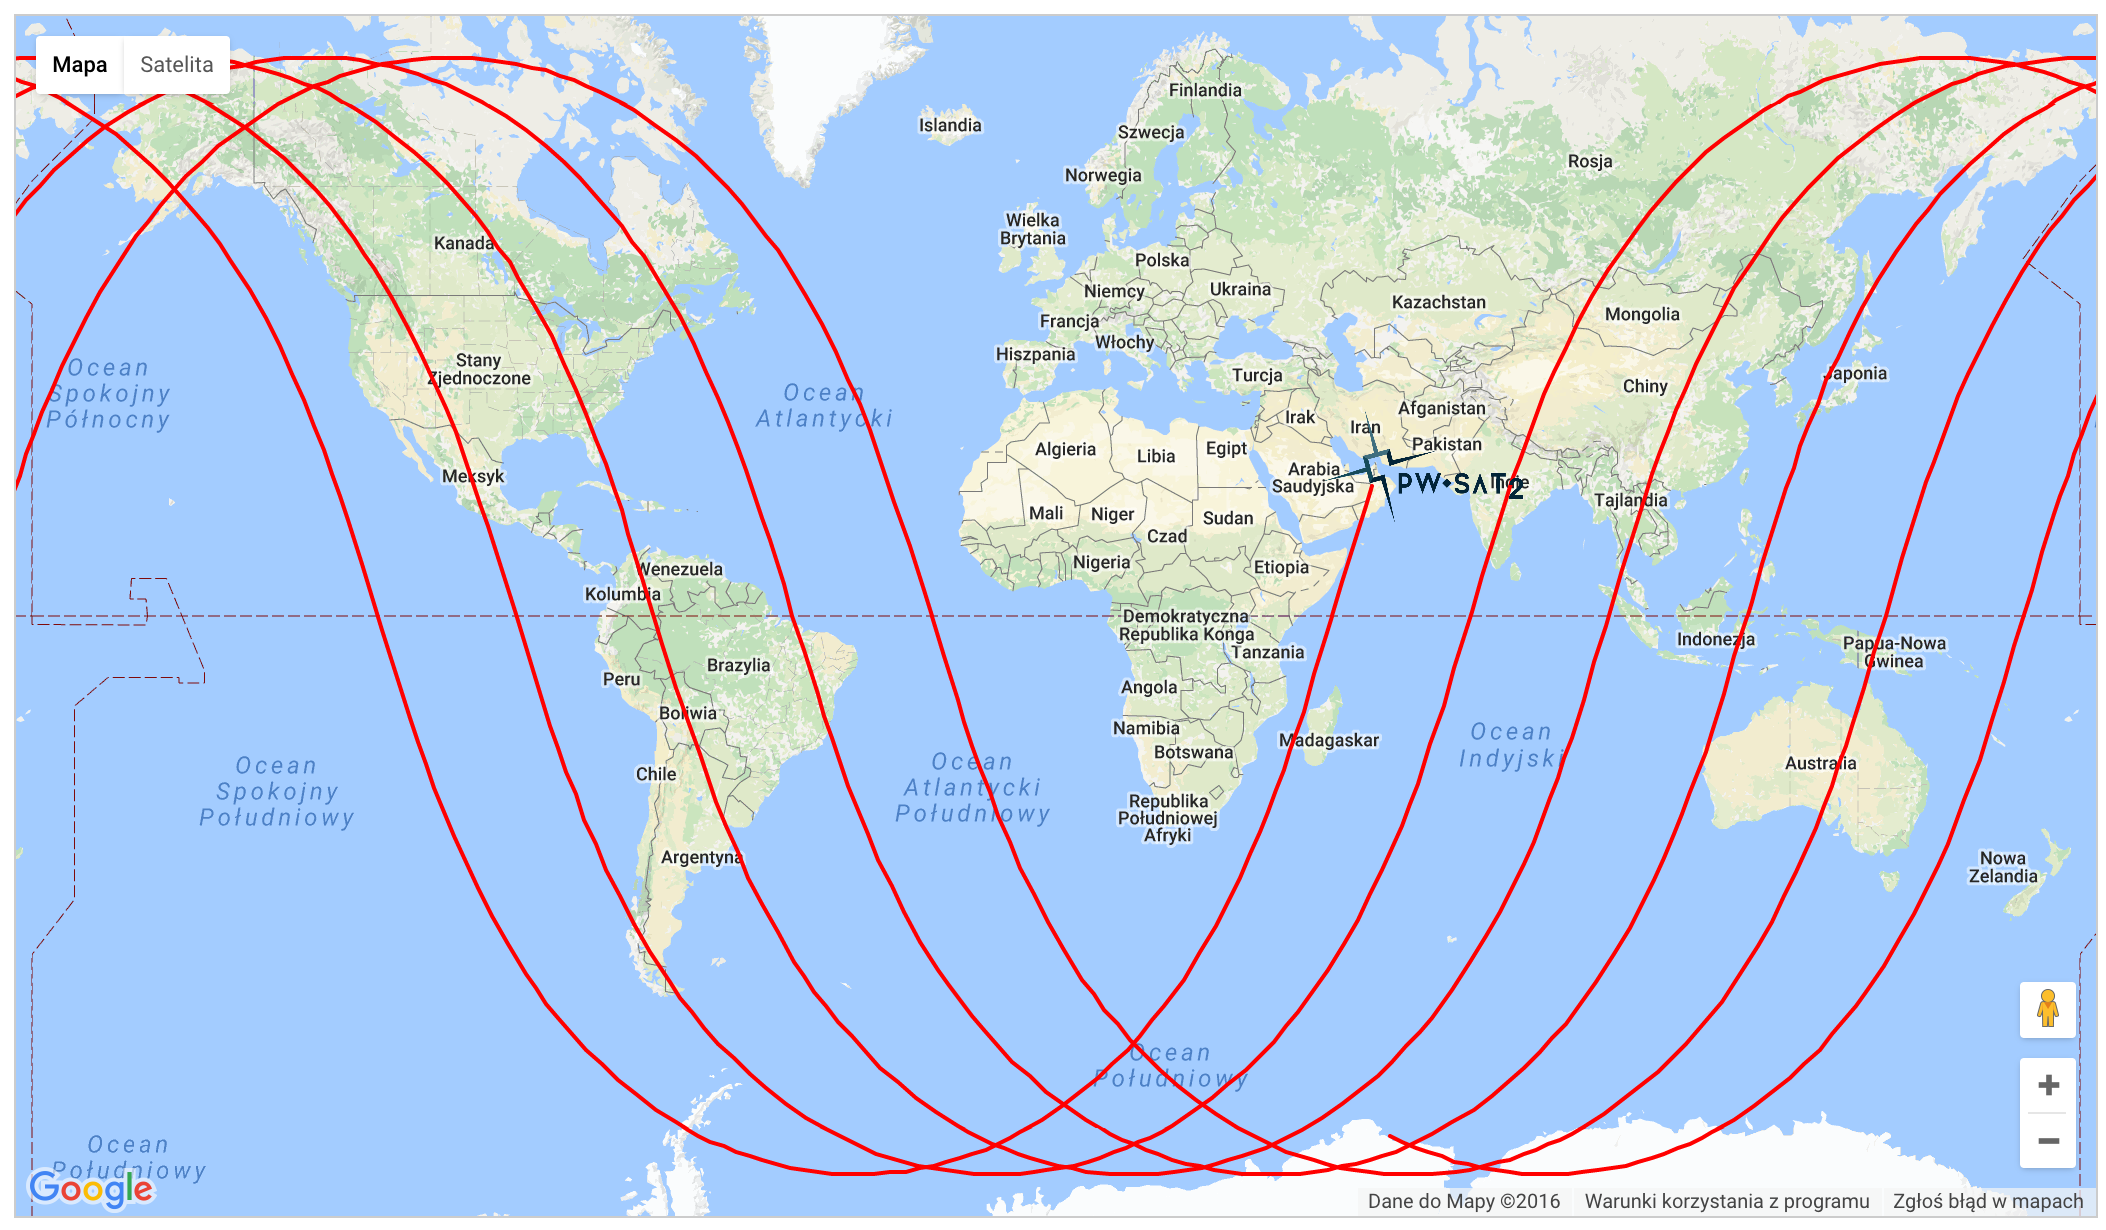 Mapa
Satelita
Finlandia
Islandia
Szwecja
Rosja
Norwegia
Wielka
Brytania
Kanada
Polska
Niemcy
Ukraina
Kazachstan
Mongolia
Francja
Włochy
Hiszpania
Stany
Zjednoczone
Ocean
Spokojny
Północny
Turcja
Japonia
Chiny
Ocean
Atlantycki
Afganistan
Irak
Iran
Pakistan
Algieria
Libia
Egipt
Meksyk
Arabia
Saudyjska
PW·SAT2
Indie
Tajlandia
Mali
Niger
Sudan
Czad
Nigeria
Etiopia
Wenezuela
Kolumbia
Demokratyczna
Republika Konga
Tanzania
Indonezja
Papua-Nowa
Gwinea
Brazylia
Peru
Angola
Boliwia
Namibia
Botswana
Madagaskar
Ocean
Indyjski
Australia
Ocean
Spokojny
Południowy
Chile
Ocean
Atlantycki
Południowy
Republika
Południowej
Afryki
Argentyna
Nowa
Zelandia
Ocean
Południowy
Ocean
Południowy
+
−
Google
Dane do Mapy ©2016
Warunki korzystania z programu
Zgłoś błąd w mapach